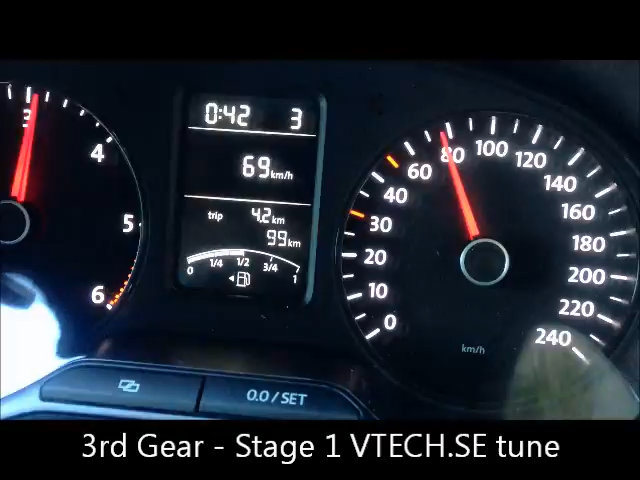 3
4
5
6
0:42 3
69 km/h
trip 4.2 km
99 km
0 1/4 1/2 3/4 1
0
10
20
30
40
60
80
100
120
140
160
180
200
220
240
km/h
0.0 / SET
3rd Gear - Stage 1 VTECH.SE tune